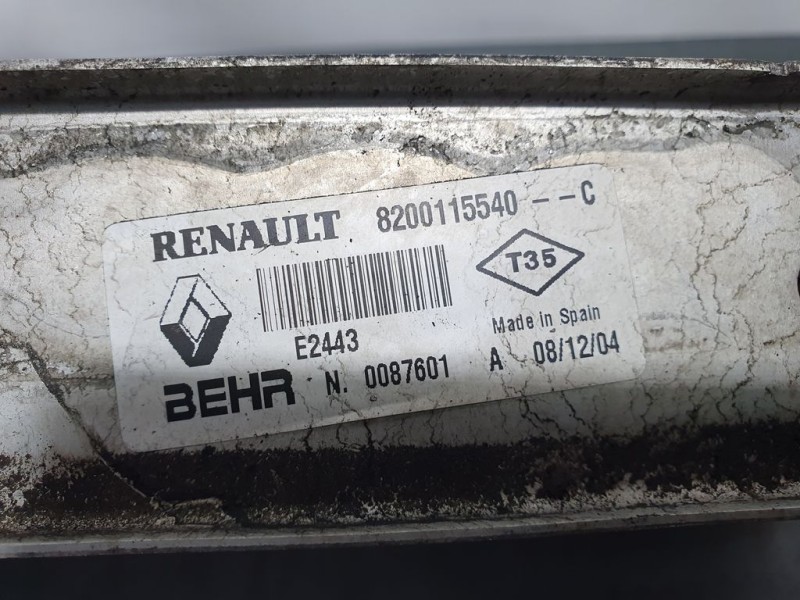 RENAULT 8200115540 --C
T35
E2443
Made in Spain
BEHR N. 0087601 A 08/12/04